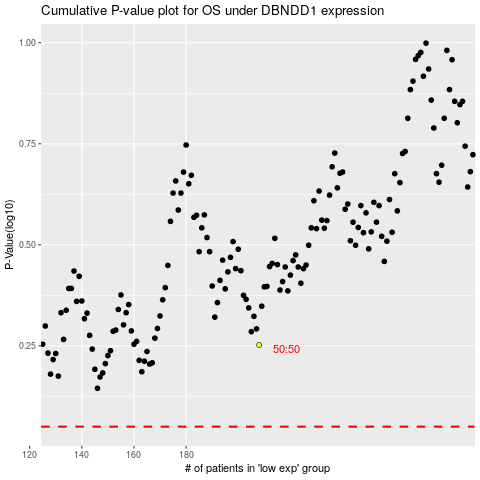 Cumulative P-value plot for OS under DBNDD1 expression
P-Value(log10)
1.00
0.75
0.50
0.25
50:50
120 140 160 180
# of patients in 'low exp' group